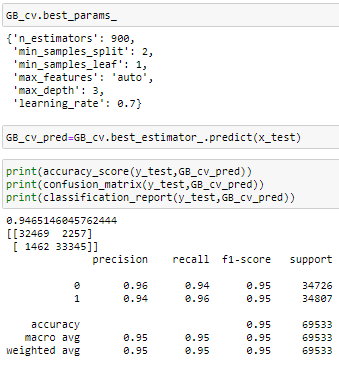 GB_cv.best_params_
{'n_estimators': 900,
'min_samples_split': 2,
'min_samples_leaf': 1,
'max_features': 'auto',
'max_depth': 3,
'learning_rate': 0.7}
GB_cv_pred=GB_cv.best_estimator_.predict(x_test)
print(accuracy_score(y_test,GB_cv_pred))
print(confusion_matrix(y_test,GB_cv_pred))
print(classification_report(y_test,GB_cv_pred))
0.9465146045762444
[[32469 2257]
[ 1462 33345]]
precision recall f1-score support
0 0.96 0.94 0.95 34726
1 0.94 0.96 0.95 34807
accuracy 0.95 69533
macro avg 0.95 0.95 0.95 69533
weighted avg 0.95 0.95 0.95 69533